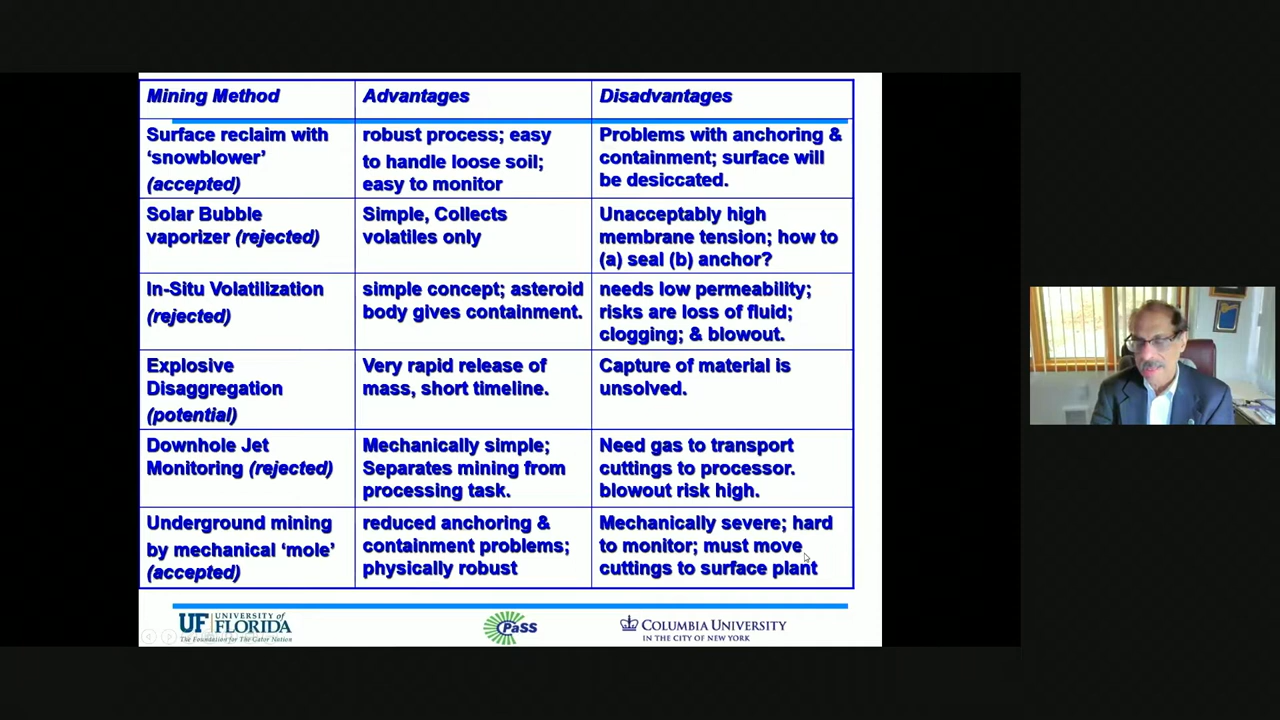 Mining Method
Advantages
Disadvantages
Surface reclaim with
‘snowblower’
(accepted)
robust process; easy
to handle loose soil;
easy to monitor
Problems with anchoring &
containment; surface will
be desiccated.
Solar Bubble
vaporizer (rejected)
Simple, Collects
volatiles only
Unacceptably high
membrane tension; how to
(a) seal (b) anchor?
In-Situ Volatilization
(rejected)
simple concept; asteroid
body gives containment.
needs low permeability;
risks are loss of fluid;
clogging; & blowout.
Explosive
Disaggregation
(potential)
Very rapid release of
mass, short timeline.
Capture of material is
unsolved.
Downhole Jet
Monitoring (rejected)
Mechanically simple;
Separates mining from
processing task.
Need gas to transport
cuttings to processor.
blowout risk high.
Underground mining
by mechanical ‘mole’
(accepted)
reduced anchoring &
containment problems;
physically robust
Mechanically severe; hard
to monitor; must move
cuttings to surface plant
UF UNIVERSITY of
FLORIDA
The Foundation for The Gator Nation
CPaSS
COLUMBIA UNIVERSITY
IN THE CITY OF NEW YORK